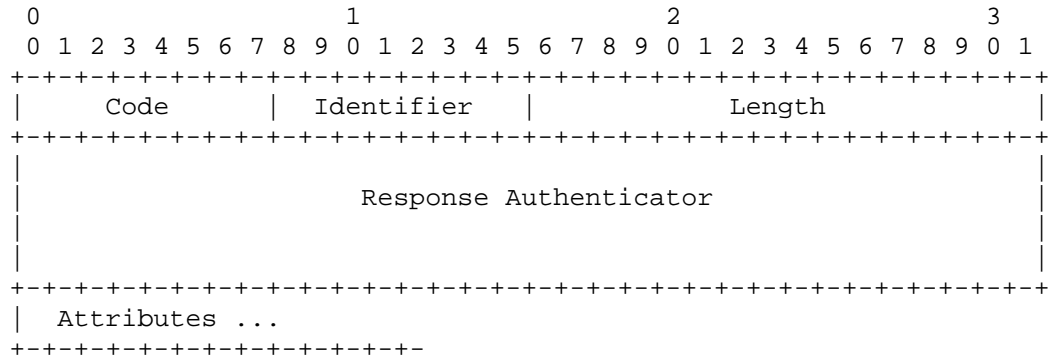 0                   1                   2                   3
 0 1 2 3 4 5 6 7 8 9 0 1 2 3 4 5 6 7 8 9 0 1 2 3 4 5 6 7 8 9 0 1
+-+-+-+-+-+-+-+-+-+-+-+-+-+-+-+-+-+-+-+-+-+-+-+-+-+-+-+-+-+-+-+-+
|     Code      |  Identifier   |            Length             |
+-+-+-+-+-+-+-+-+-+-+-+-+-+-+-+-+-+-+-+-+-+-+-+-+-+-+-+-+-+-+-+-+
|                                                               |
|                     Response Authenticator                    |
|                                                               |
|                                                               |
+-+-+-+-+-+-+-+-+-+-+-+-+-+-+-+-+-+-+-+-+-+-+-+-+-+-+-+-+-+-+-+-+
|  Attributes ...
+-+-+-+-+-+-+-+-+-+-+-+-+-